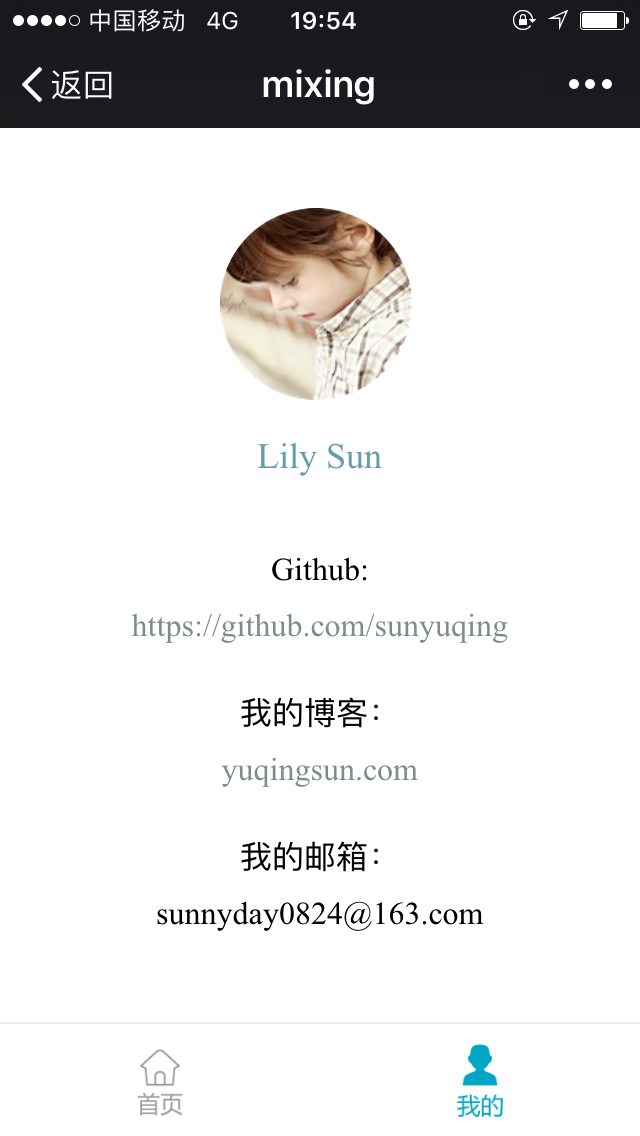 中国移动 4G 19:54
返回 mixing
Lily Sun
Github:
https://github.com/sunyuqing
我的博客：
yuqingsun.com
我的邮箱：
sunnyday0824@163.com
首页 我的